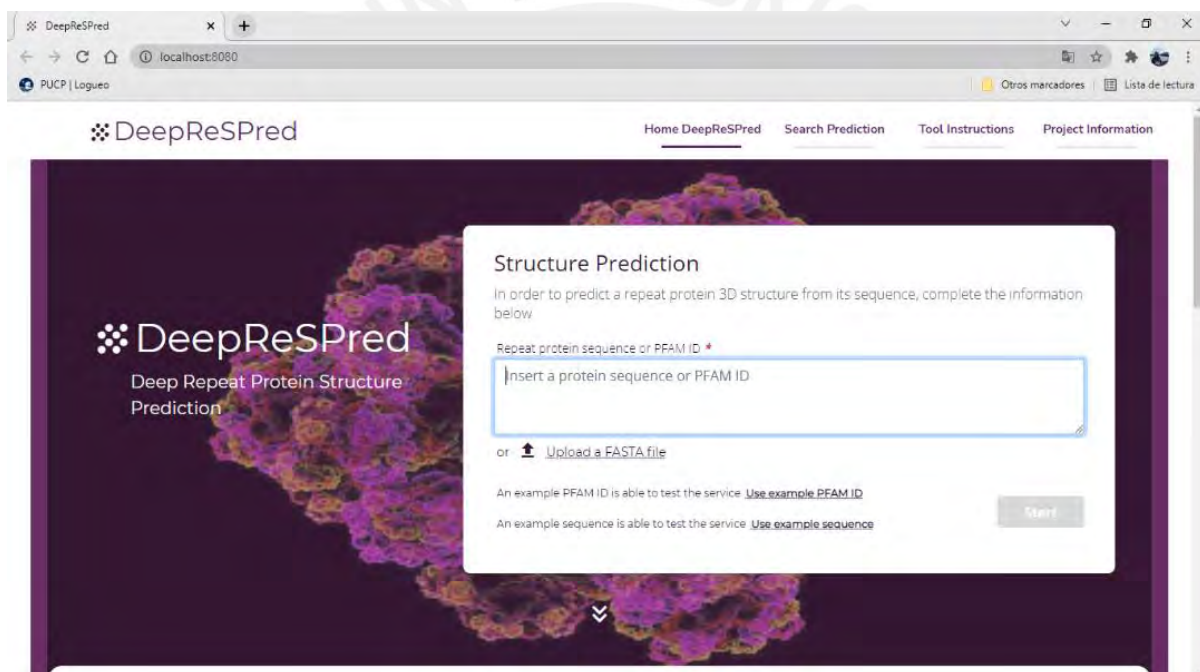 DeepReSPred
localhost:8080
PUCP | Logueo
Otros marcadores
Lista de lectura
DeepReSPred
Home DeepReSPred
Search Prediction
Tool Instructions
Project Information
DeepReSPred
Deep Repeat Protein Structure
Prediction
Structure Prediction
In order to predict a repeat protein 3D structure from its sequence, complete the information
below
Repeat protein sequence or PFAM ID *
Insert a protein sequence or PFAM ID
or Upload a FASTA file
An example PFAM ID is able to test the service Use example PFAM ID
An example sequence is able to test the service Use example sequence
Start